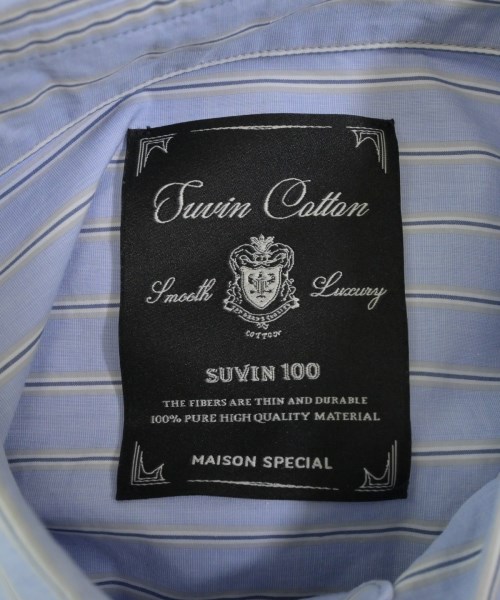 Suvin Cotton
Smooth Luxury
COTTON
SUVIN 100
THE FIBERS ARE THIN AND DURABLE
100% PURE HIGH QUALITY MATERIAL
MAISON SPECIAL